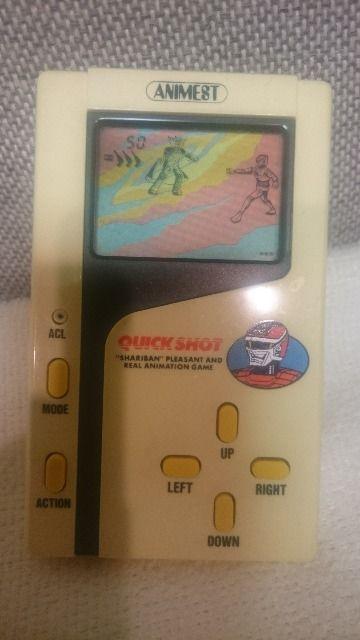 ANIMEST
50
ACL
QUICK SHOT
"SHARIBAN" PLEASANT AND
REAL ANIMATION GAME
MODE
UP
LEFT
RIGHT
ACTION
DOWN